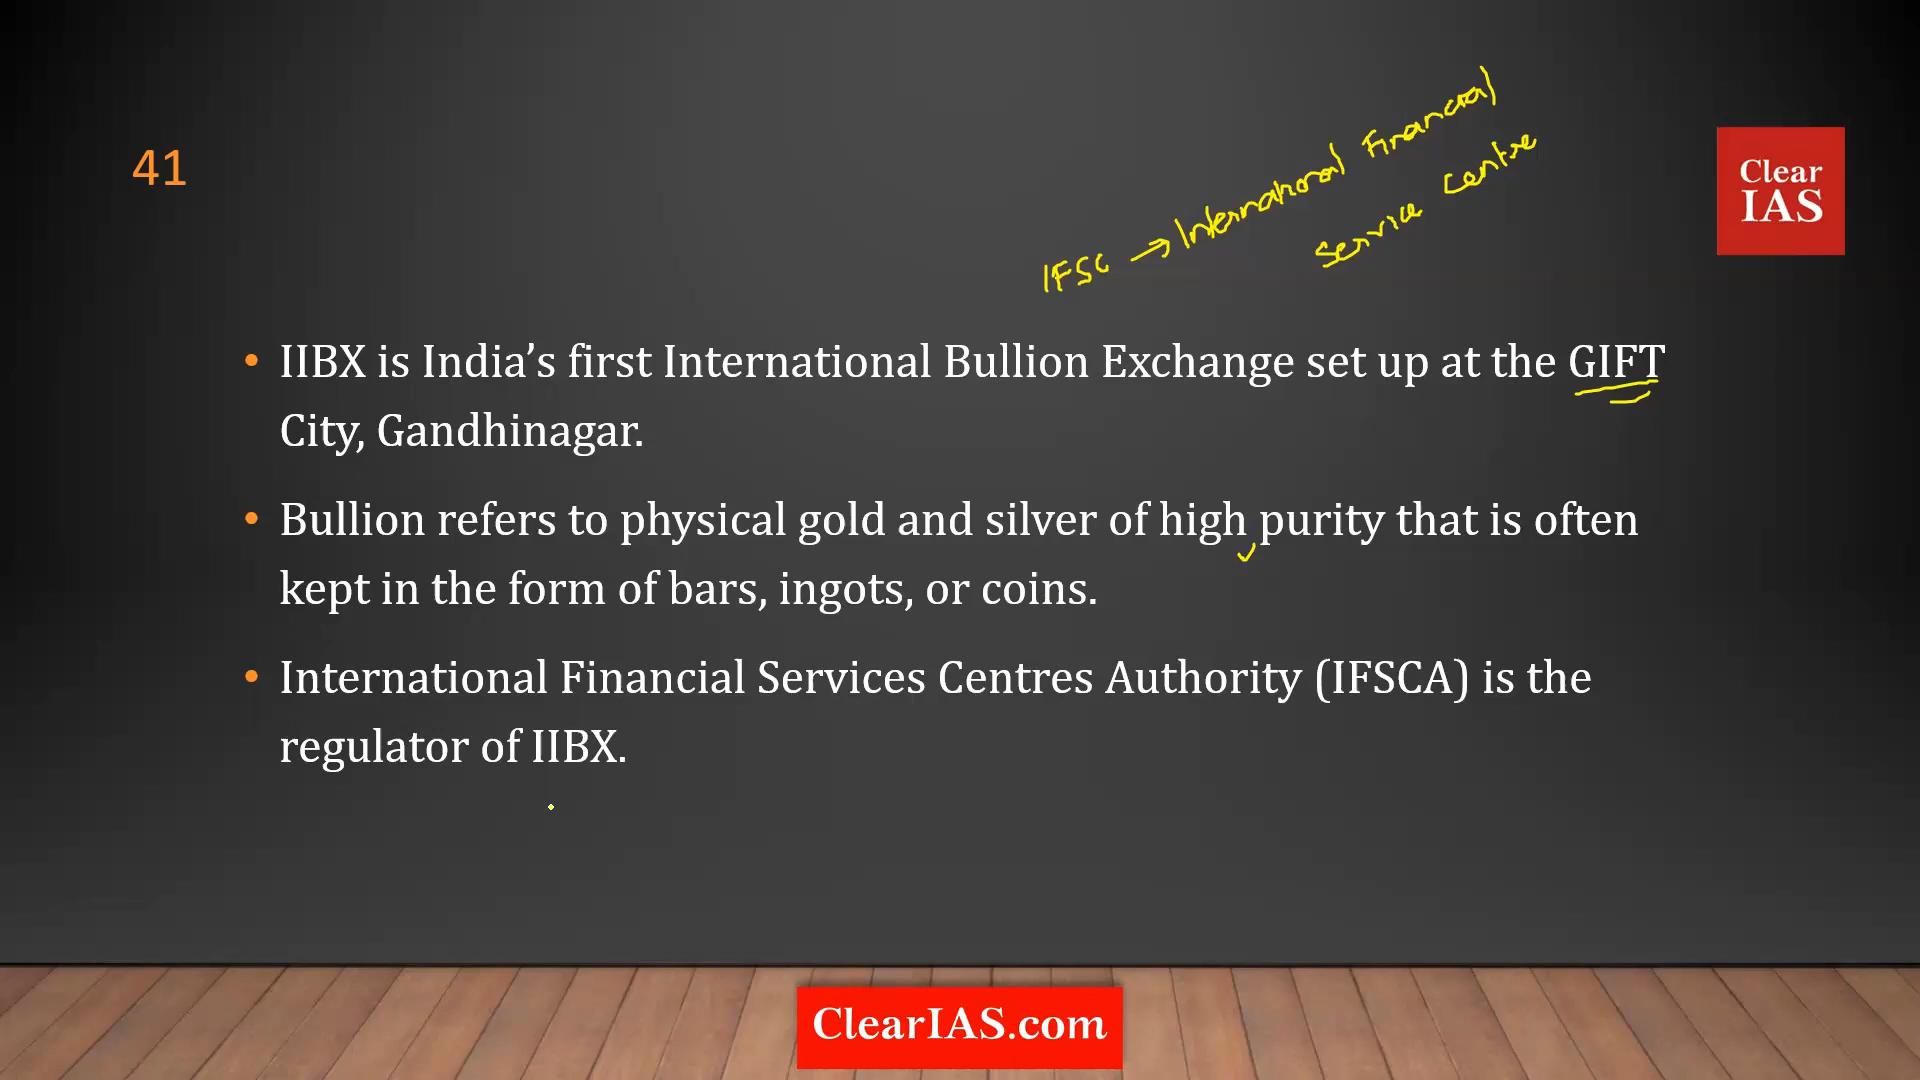 41
IFSC → International Financial
Service Centre
Clear
IAS
• IIBX is India’s first International Bullion Exchange set up at the GIFT
City, Gandhinagar.
• Bullion refers to physical gold and silver of high purity that is often
kept in the form of bars, ingots, or coins.
• International Financial Services Centres Authority (IFSCA) is the
regulator of IIBX.
ClearIAS.com